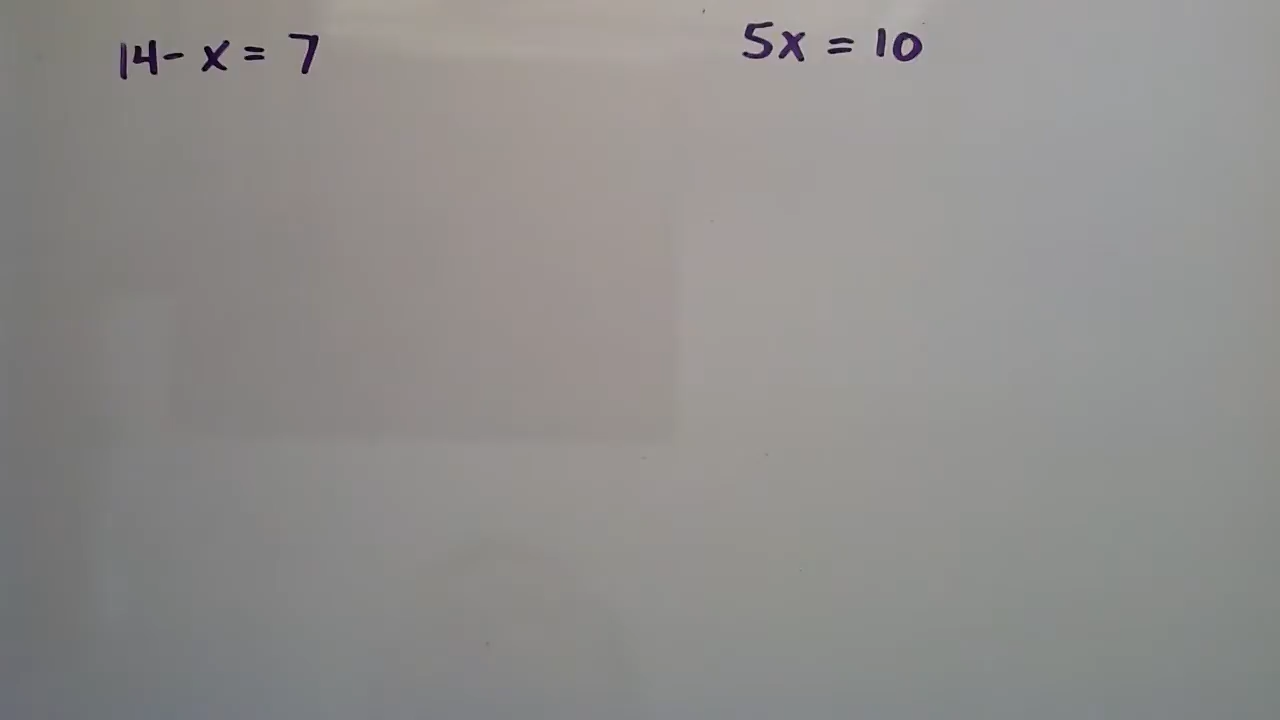 14 - x = 7
5x = 10